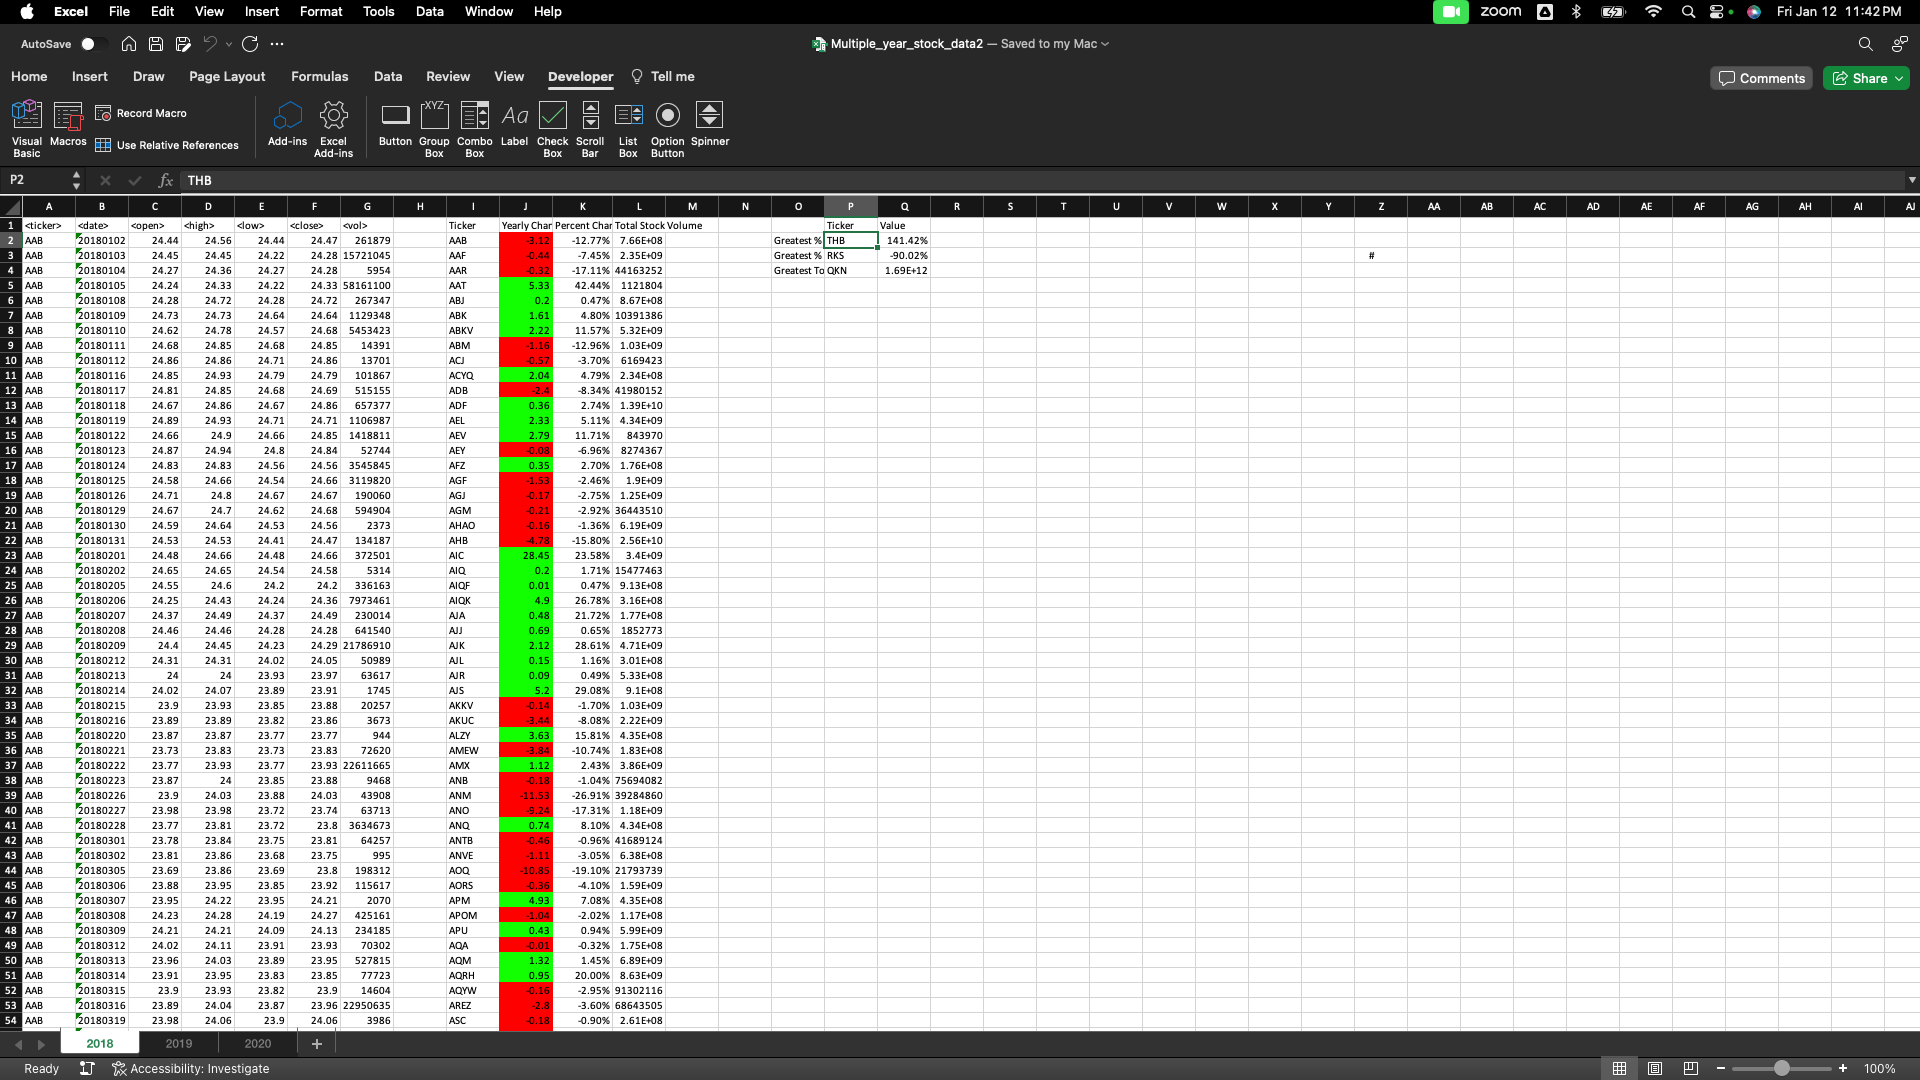 Excel File Edit View Insert Format Tools Data Window Help zoom Fri Jan 12 11:42 PM
AutoSave Multiple_year_stock_data2 — Saved to my Mac
Home Insert Draw Page Layout Formulas Data Review View Developer Tell me Comments Share
Visual Basic Macros Record Macro Use Relative References Add-ins Excel Add-ins Button Group Box Combo Box Label Check Box Scroll Bar List Box Option Button Spinner
P2 fx THB
A B C D E F G H I J K L M N O P Q R S T U V W X Y Z AA AB AC AD AE AF AG AH AI AJ
1 <ticker> <date> <open> <high> <low> <close> <vol> Ticker Yearly Char Percent Char Total Stock Volume Ticker Value
2 AAB 20180102 24.44 24.56 24.44 24.47 261879 AAB -3.12 -12.77% 7.66E+08 Greatest % THB 141.42%
3 AAB 20180103 24.45 24.45 24.22 24.28 15721045 AAF -0.44 -7.45% 2.35E+09 Greatest % RKS -90.02% #
4 AAB 20180104 24.27 24.36 24.27 24.28 5954 AAR -0.32 -17.11% 44163252 Greatest To QKN 1.69E+12
5 AAB 20180105 24.24 24.33 24.22 24.33 58161100 AAT 5.33 42.44% 1121804
6 AAB 20180108 24.28 24.72 24.28 24.72 267347 ABJ 0.2 0.47% 8.67E+08
7 AAB 20180109 24.73 24.73 24.64 24.64 1129348 ABK 1.61 4.80% 10391386
8 AAB 20180110 24.62 24.78 24.57 24.68 5453423 ABKV 2.22 11.57% 5.32E+09
9 AAB 20180111 24.68 24.85 24.68 24.85 14391 ABM -1.16 -12.96% 1.03E+09
10 AAB 20180112 24.86 24.86 24.71 24.86 13701 ACJ -0.57 -3.70% 6169423
11 AAB 20180116 24.85 24.93 24.79 24.79 101867 ACYQ 2.04 4.79% 2.34E+08
12 AAB 20180117 24.81 24.85 24.68 24.69 515155 ADB -2.4 -8.34% 41980152
13 AAB 20180118 24.67 24.86 24.67 24.86 657377 ADF 0.36 2.74% 1.39E+10
14 AAB 20180119 24.89 24.93 24.71 24.71 1106987 AEL 2.33 5.11% 4.34E+09
15 AAB 20180122 24.66 24.9 24.66 24.85 1418811 AEV 2.79 11.71% 843970
16 AAB 20180123 24.87 24.94 24.8 24.84 52744 AEY -0.08 -6.96% 8274367
17 AAB 20180124 24.83 24.83 24.56 24.56 3545845 AFZ 0.35 2.70% 1.76E+08
18 AAB 20180125 24.58 24.66 24.54 24.66 3119820 AGF -1.53 -2.46% 1.9E+09
19 AAB 20180126 24.71 24.8 24.67 24.67 190060 AGJ -0.17 -2.75% 1.25E+09
20 AAB 20180129 24.67 24.7 24.62 24.68 594904 AGM -0.21 -2.92% 36443510
21 AAB 20180130 24.59 24.64 24.53 24.56 2373 AHAO -0.16 -1.36% 6.19E+09
22 AAB 20180131 24.53 24.53 24.41 24.47 134187 AHB -4.78 -15.80% 2.56E+10
23 AAB 20180201 24.48 24.66 24.48 24.66 372501 AIC 28.45 23.58% 3.4E+09
24 AAB 20180202 24.65 24.65 24.54 24.58 5314 AIQ 0.2 1.71% 15477463
25 AAB 20180205 24.55 24.6 24.2 24.2 336163 AIQF 0.01 0.47% 9.13E+08
26 AAB 20180206 24.25 24.43 24.24 24.36 7973461 AIQK 4.9 26.78% 3.16E+08
27 AAB 20180207 24.37 24.49 24.37 24.49 230014 AJA 0.48 21.72% 1.77E+08
28 AAB 20180208 24.46 24.46 24.28 24.28 641540 AJJ 0.69 0.65% 1852773
29 AAB 20180209 24.4 24.45 24.23 24.29 21786910 AJK 2.12 28.61% 4.71E+09
30 AAB 20180212 24.31 24.31 24.02 24.05 50989 AJL 0.15 1.16% 3.01E+08
31 AAB 20180213 24 24 23.93 23.97 63617 AJR 0.09 0.49% 5.33E+08
32 AAB 20180214 24.02 24.07 23.89 23.91 1745 AJS 5.2 29.08% 9.1E+08
33 AAB 20180215 23.9 23.93 23.85 23.88 20257 AKKV -0.14 -1.70% 1.03E+09
34 AAB 20180216 23.89 23.89 23.82 23.86 3673 AKUC -3.44 -8.08% 2.22E+09
35 AAB 20180220 23.87 23.87 23.77 23.77 944 ALZY 3.63 15.81% 4.35E+08
36 AAB 20180221 23.73 23.83 23.73 23.83 72620 AMEW -3.84 -10.74% 1.83E+08
37 AAB 20180222 23.77 23.93 23.77 23.93 22611665 AMX 1.12 2.43% 3.86E+09
38 AAB 20180223 23.87 24 23.85 23.88 9468 ANB -0.18 -1.04% 75694082
39 AAB 20180226 23.9 24.03 23.88 24.03 43908 ANM -11.53 -26.91% 39284860
40 AAB 20180227 23.98 23.98 23.72 23.74 63713 ANO -9.24 -17.31% 1.18E+09
41 AAB 20180228 23.77 23.81 23.72 23.8 3634673 ANQ 0.74 8.10% 4.34E+08
42 AAB 20180301 23.78 23.84 23.75 23.81 64257 ANTB -0.46 -0.96% 41689124
43 AAB 20180302 23.81 23.86 23.68 23.75 995 ANVE -1.11 -3.05% 6.38E+08
44 AAB 20180305 23.69 23.86 23.69 23.8 198312 AOQ -10.85 -19.10% 21793739
45 AAB 20180306 23.88 23.95 23.85 23.92 115617 AORS -0.36 -4.10% 1.59E+09
46 AAB 20180307 23.95 24.22 23.95 24.21 2070 APM 4.93 7.08% 4.35E+08
47 AAB 20180308 24.23 24.28 24.19 24.27 425161 APOM -1.04 -2.02% 1.17E+08
48 AAB 20180309 24.21 24.21 24.09 24.13 234185 APU 0.43 0.94% 5.99E+09
49 AAB 20180312 24.02 24.11 23.91 23.93 70302 AQA -0.01 -0.32% 1.75E+08
50 AAB 20180313 23.96 24.03 23.89 23.95 527815 AQM 1.32 1.45% 6.89E+09
51 AAB 20180314 23.91 23.95 23.83 23.85 77723 AQRH 0.95 20.00% 8.63E+09
52 AAB 20180315 23.9 23.93 23.82 23.9 14604 AQYW -0.16 -2.95% 91302116
53 AAB 20180316 23.89 24.04 23.87 23.96 22950635 AREZ -2.8 -3.60% 68643505
54 AAB 20180319 23.98 24.06 23.9 24.06 3986 ASC -0.18 -0.90% 2.61E+08
2018 2019 2020 +
Ready Accessibility: Investigate 100%